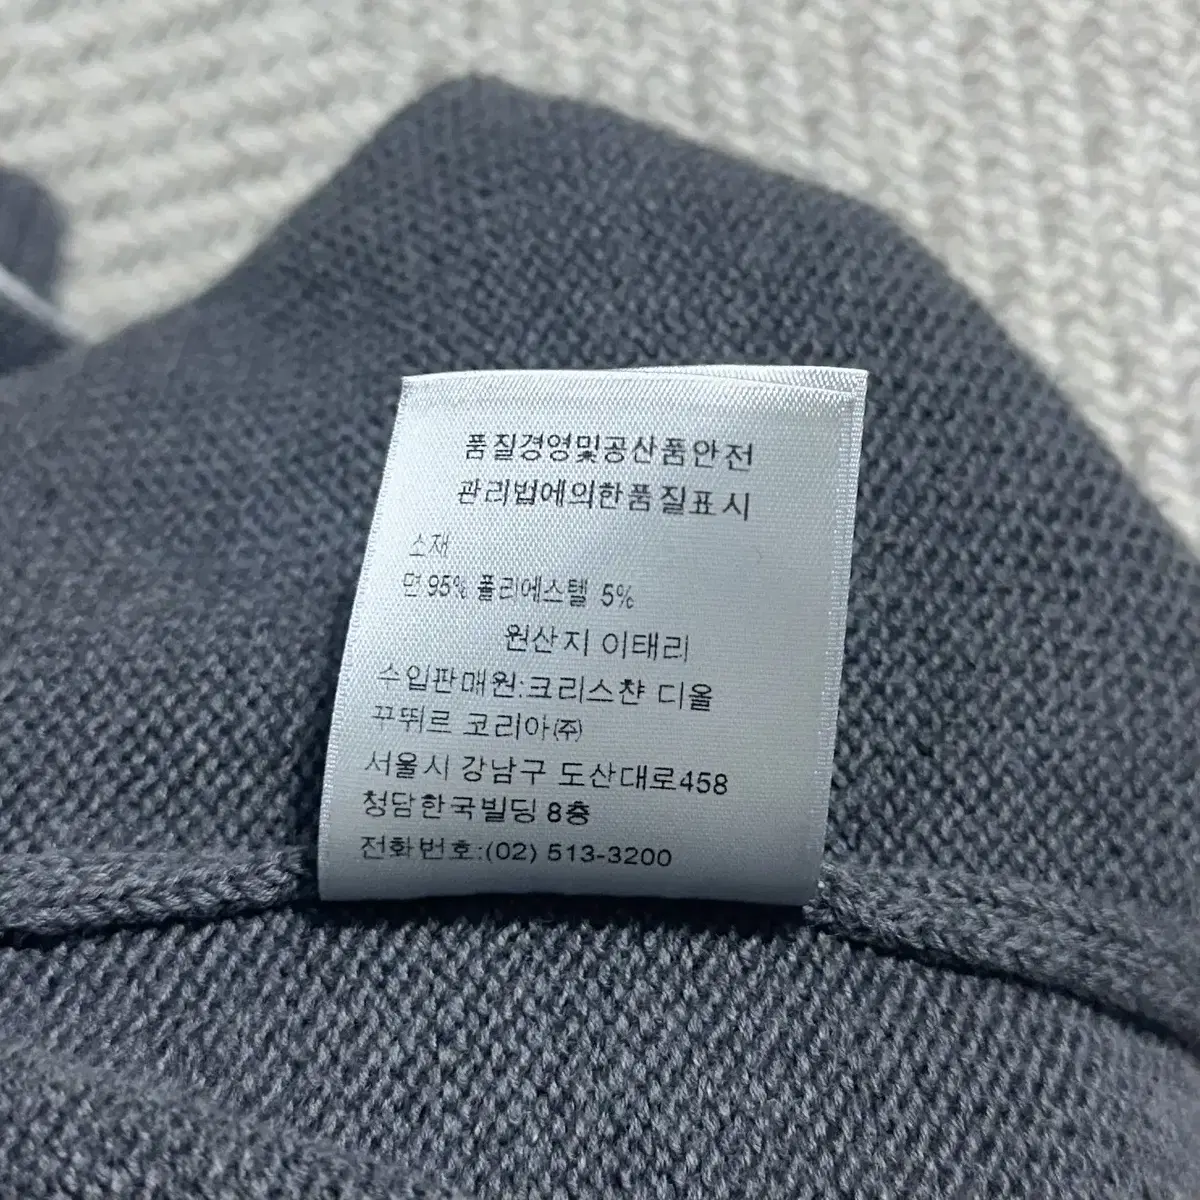 품질경영및공산품안전
관리법에의한품질표시
소재
면 95% 폴리에스텔 5%
원산지 이태리
수입판매원:크리스챤 디올
꾸뛰르 코리아㈜
서울시 강남구 도산대로458
청담한국빌딩 8층
전화번호:(02) 513-3200